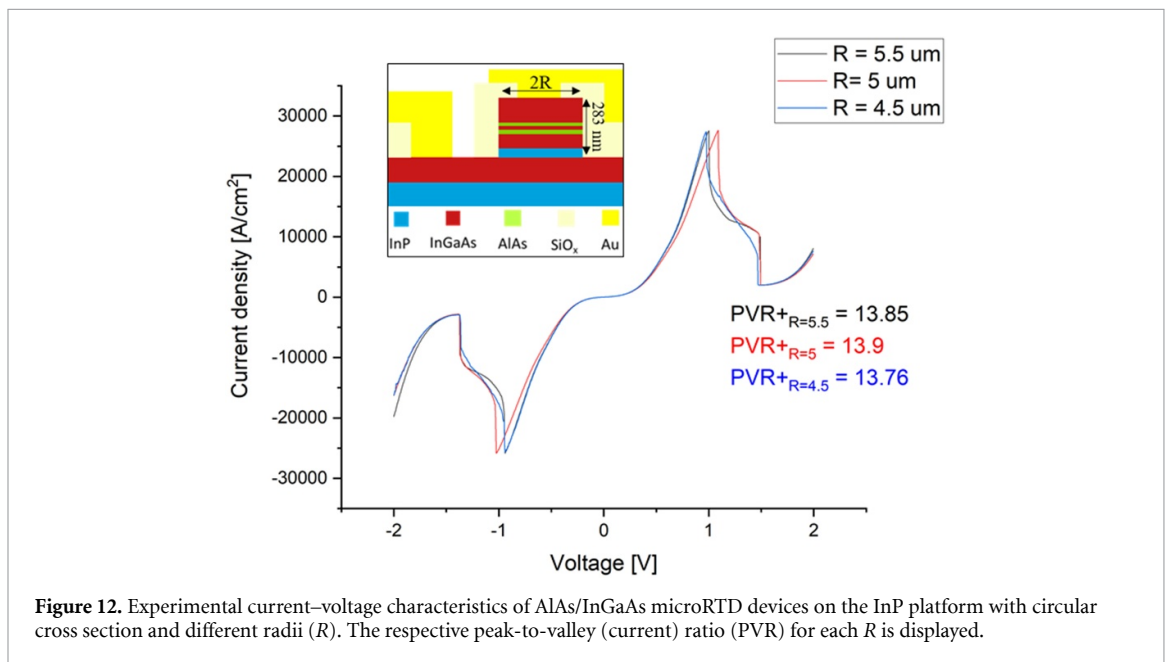 R = 5.5 um
R= 5 um
R = 4.5 um
2R
283 nm
InP InGaAs AlAs SiOx Au
30000
20000
10000
0
-10000
-20000
-30000
Current density [A/cm2]
PVR+R=5.5 = 13.85
PVR+R=5 = 13.9
PVR+R=4.5 = 13.76
-2 -1 0 1 2
Voltage [V]
Figure 12. Experimental current–voltage characteristics of AlAs/InGaAs microRTD devices on the InP platform with circular
cross section and different radii (R). The respective peak-to-valley (current) ratio (PVR) for each R is displayed.